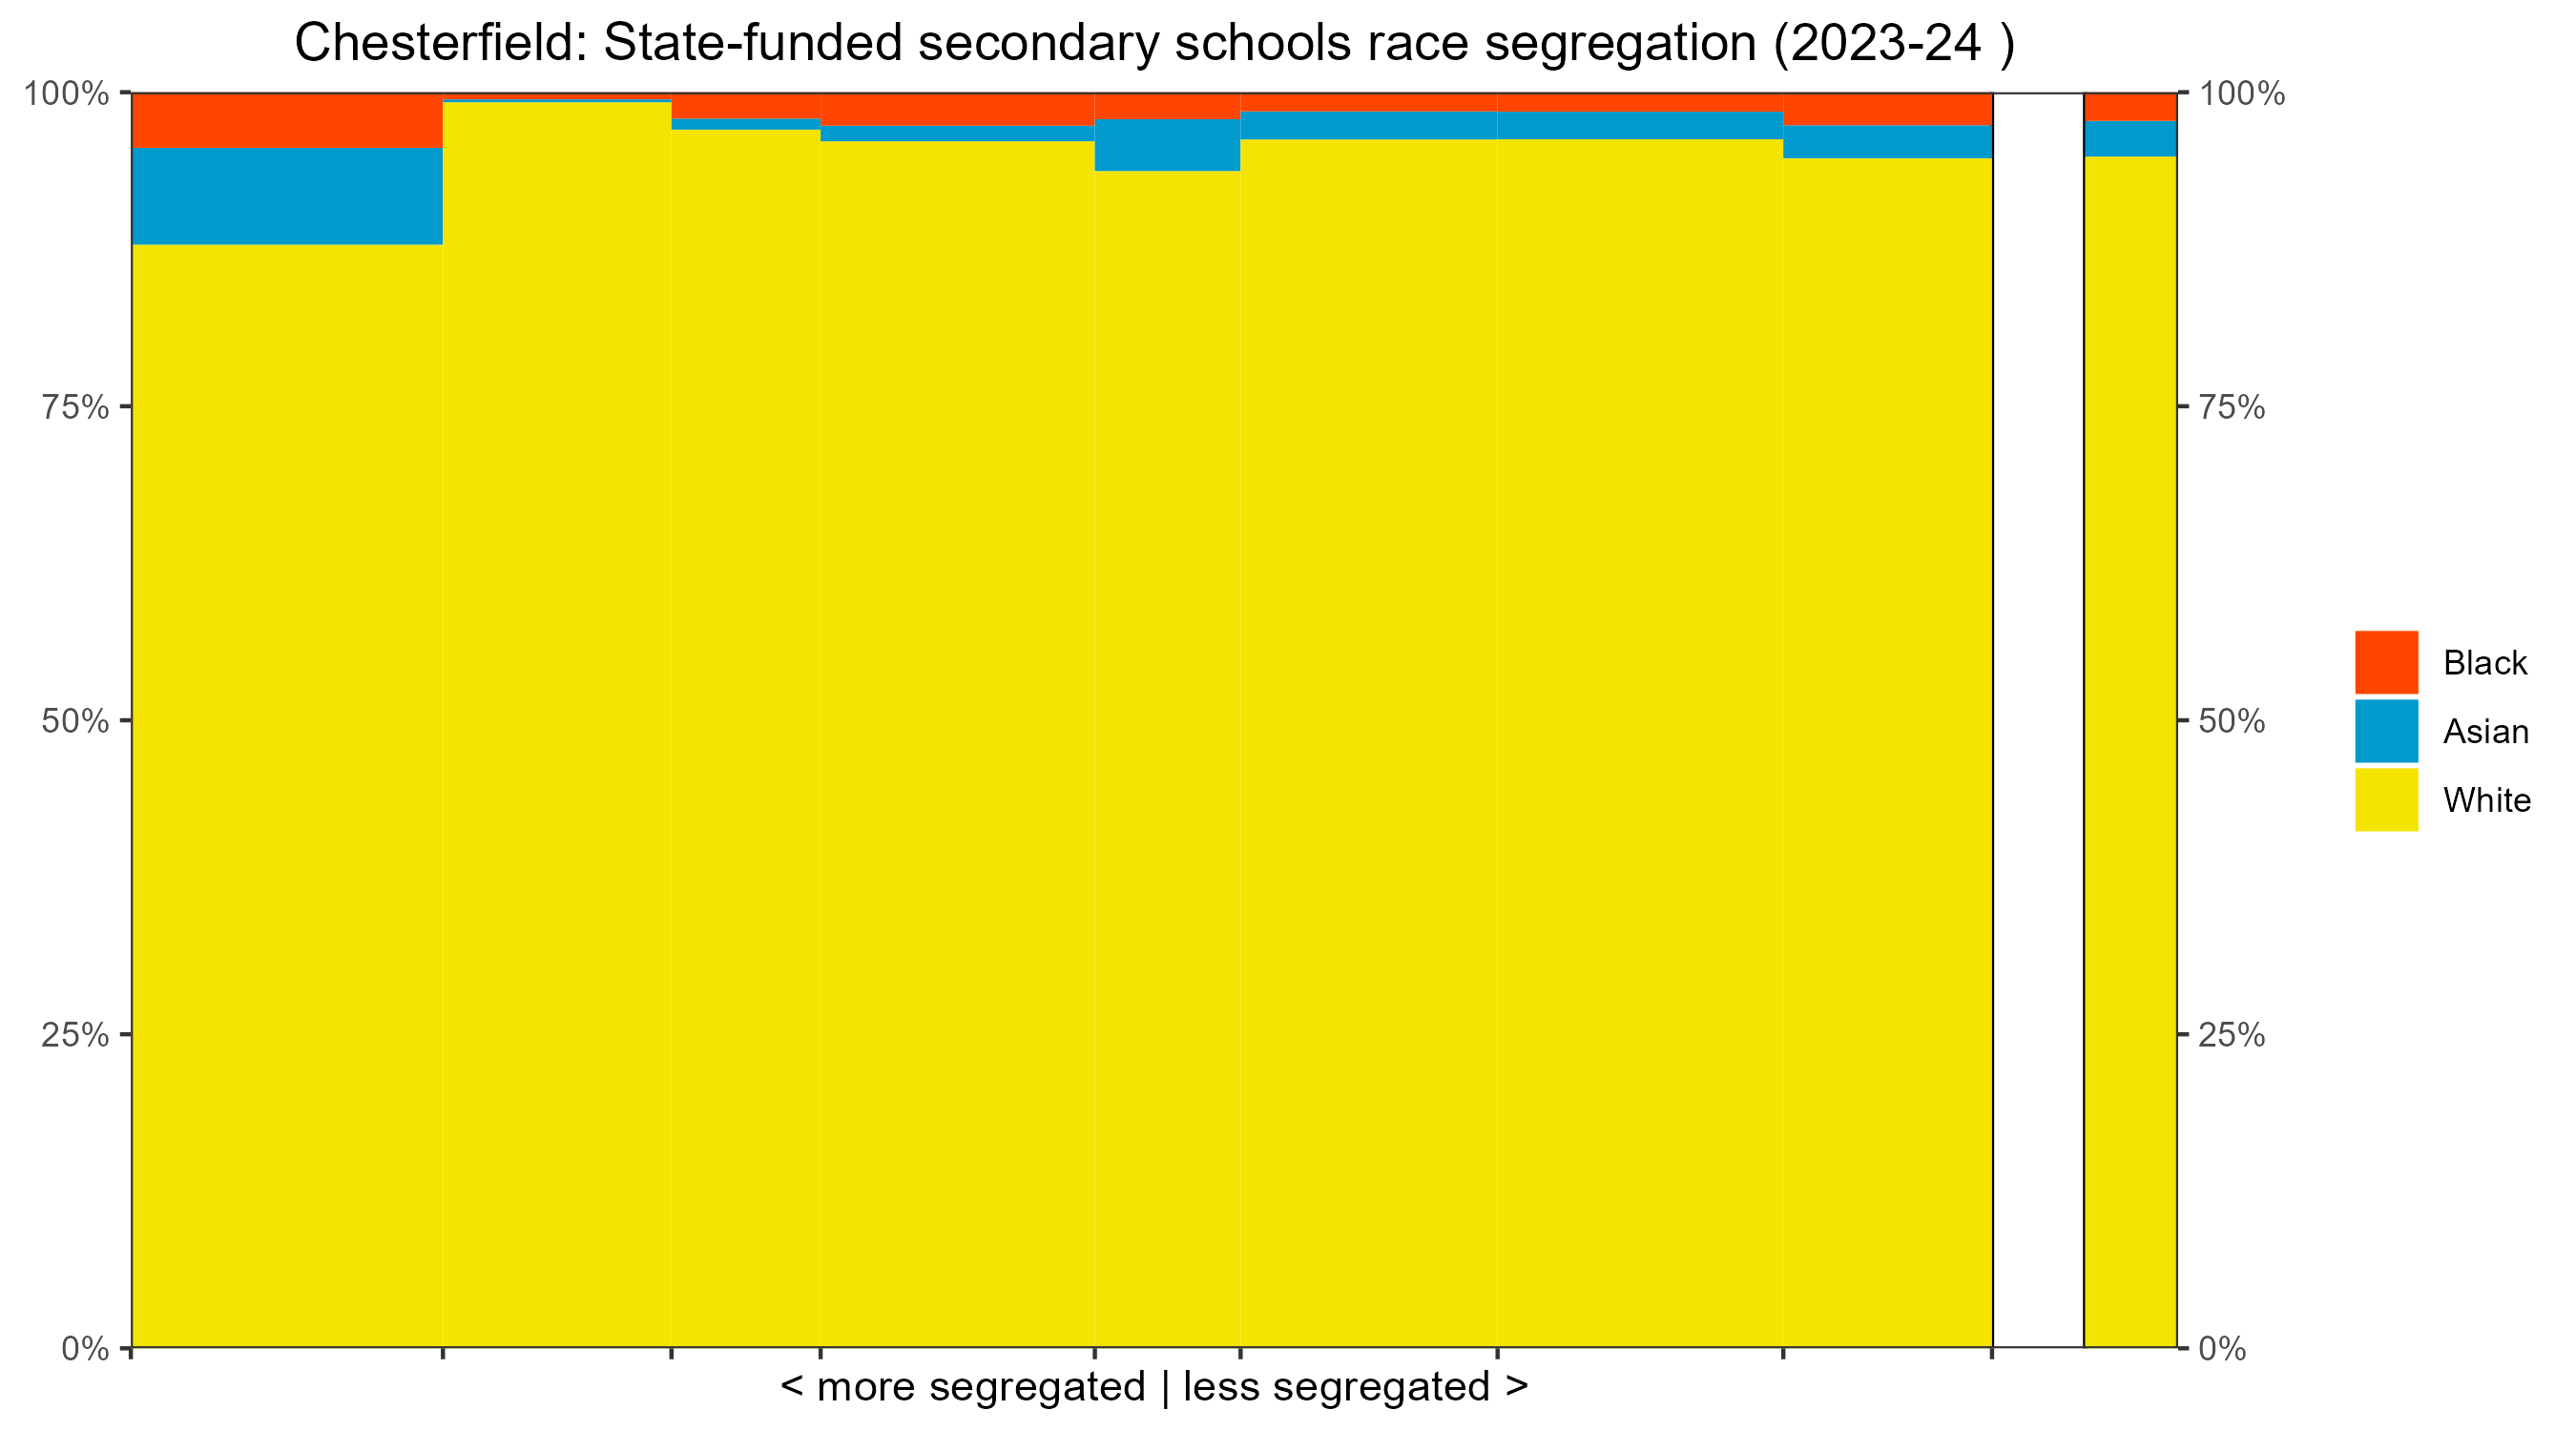 Chesterfield: State-funded secondary schools race segregation (2023-24 )
100%
75%
50%
25%
0%
100%
75%
50%
25%
0%
Black
Asian
White
< more segregated | less segregated >